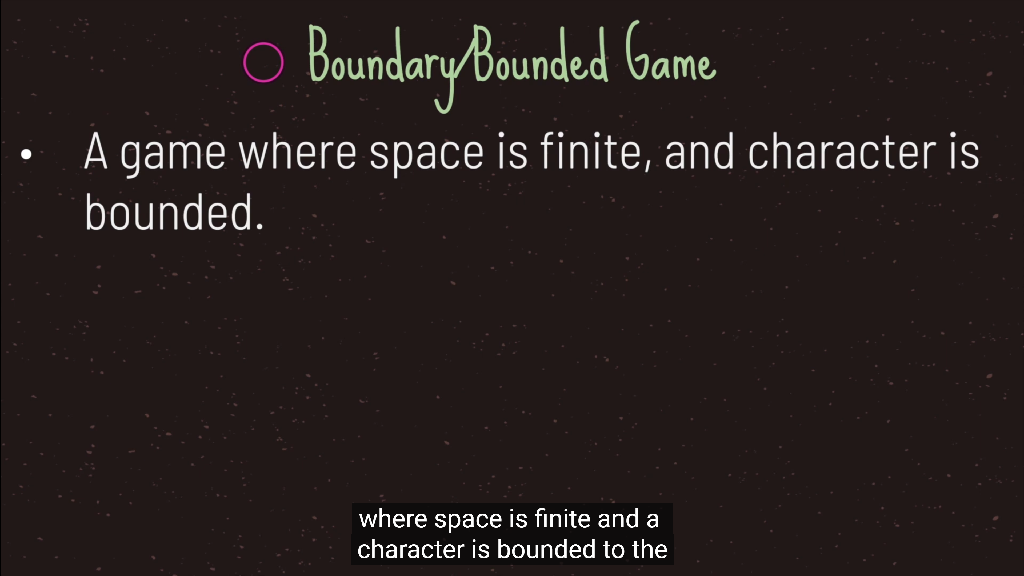 Boundary/Bounded Game
• A game where space is finite, and character is
bounded.
where space is finite and a
character is bounded to the